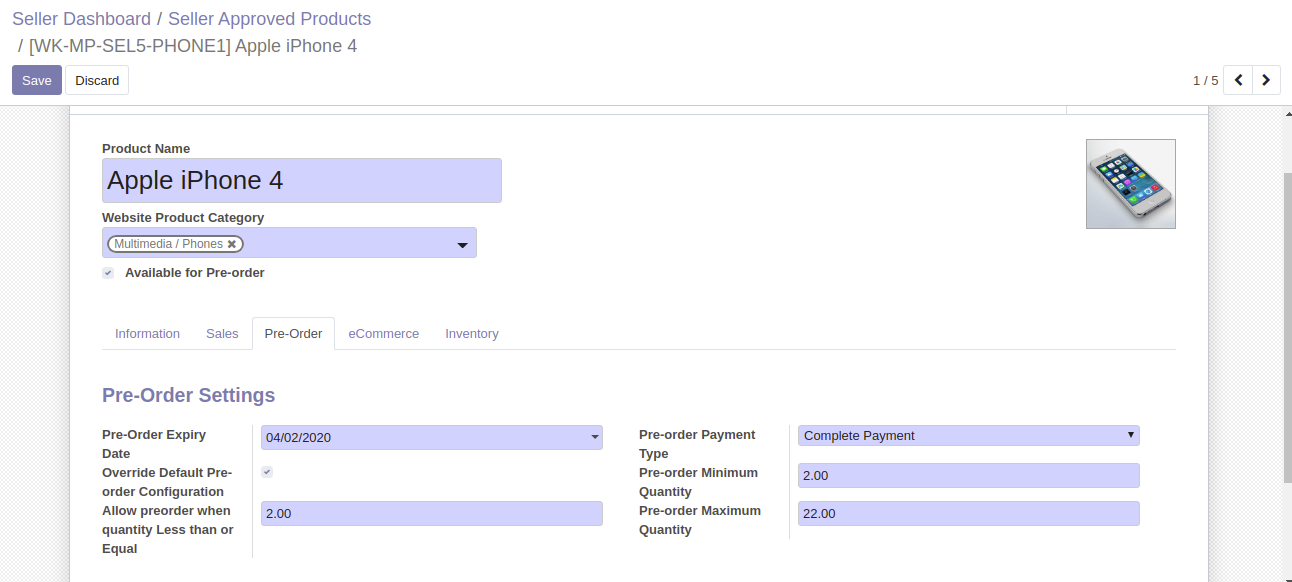 Seller Dashboard / Seller Approved Products
/ [WK-MP-SEL5-PHONE1] Apple iPhone 4
Save Discard 1 / 5
Product Name
Apple iPhone 4
Website Product Category
Multimedia / Phones ✖
Available for Pre-order
Information Sales Pre-Order eCommerce Inventory
Pre-Order Settings
Pre-Order Expiry
Date
04/02/2020
Override Default Pre-
order Configuration
Allow preorder when
quantity Less than or
Equal
2.00
Pre-order Payment
Type
Complete Payment
Pre-order Minimum
Quantity
2.00
Pre-order Maximum
Quantity
22.00